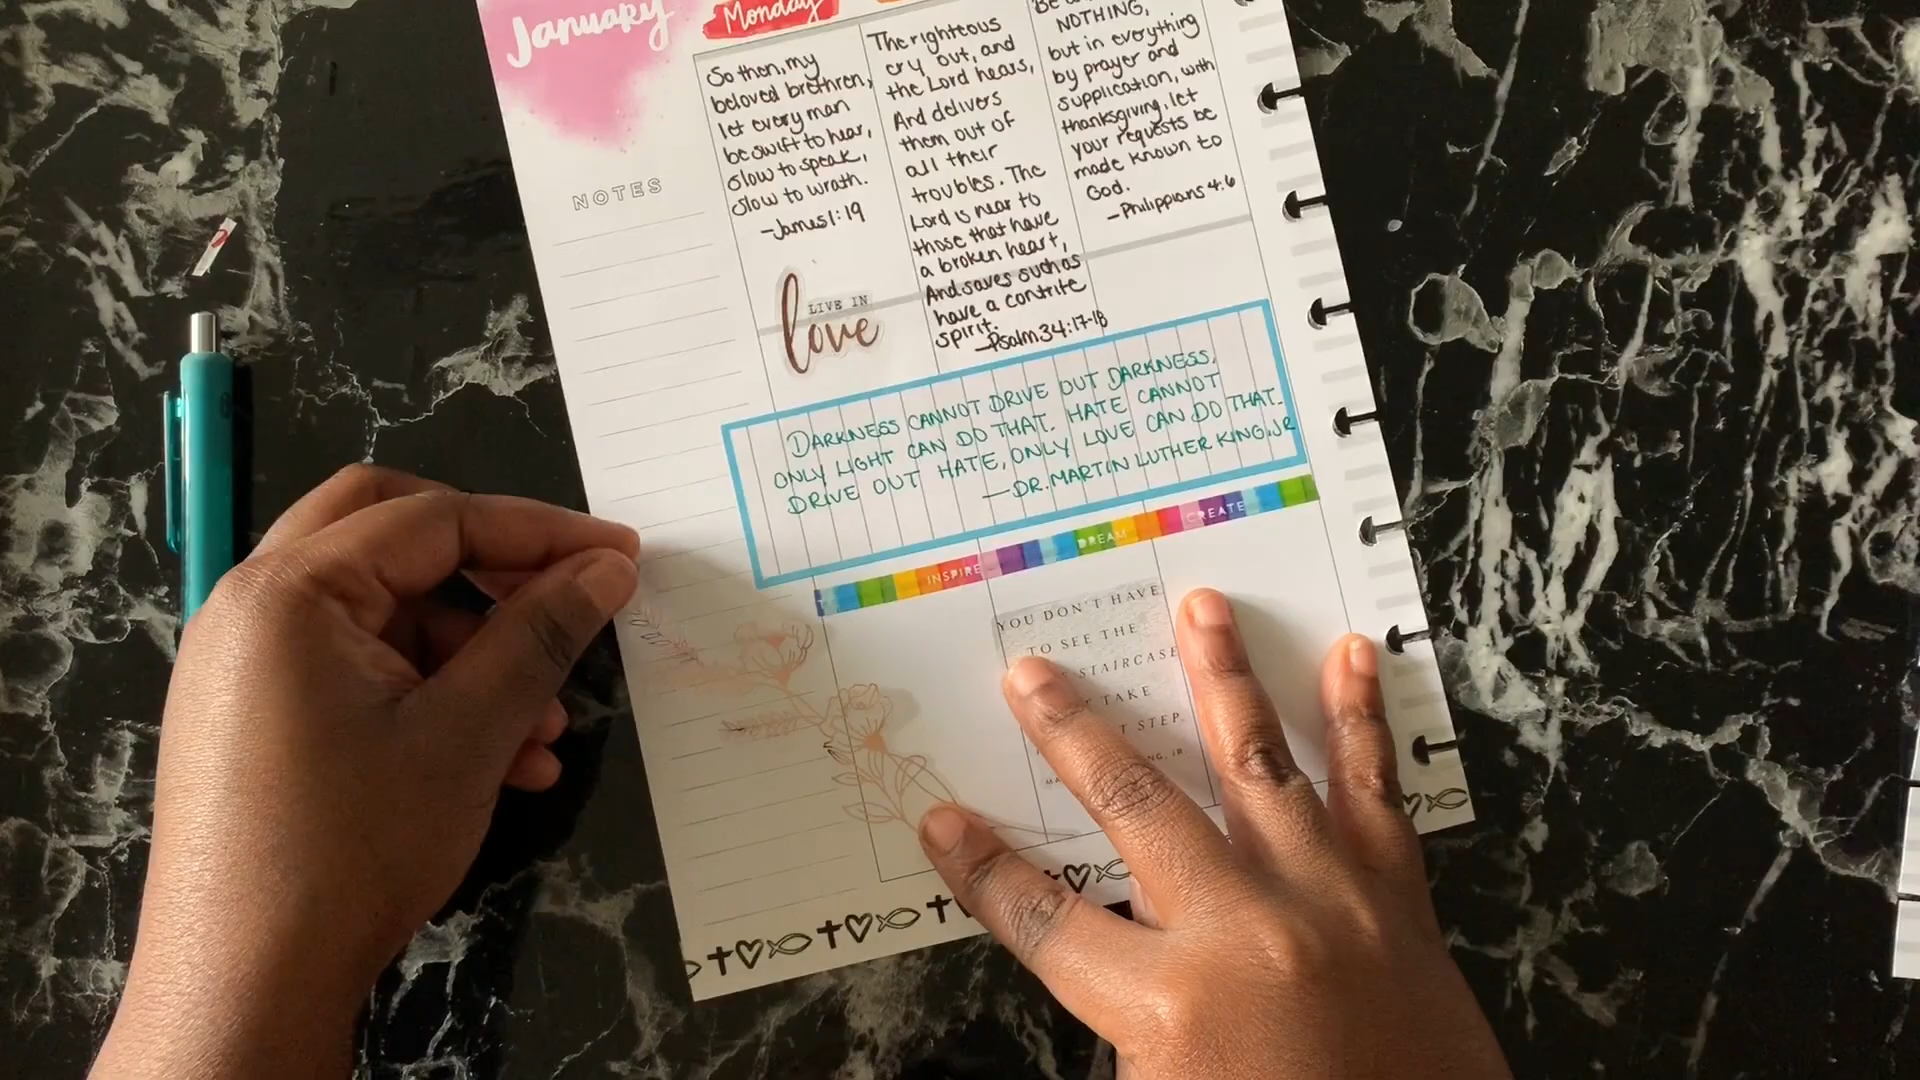 January
Monday
NOTES
So then, my
beloved brethren,
let every man
be swift to hear,
slow to speak,
slow to wrath.
-James 1:19
The righteous
cry out, and
the Lord hears,
And delivers
them out of
all their
troubles. The
Lord is near to
those that have
a broken heart,
And saves such as
have a contrite
spirit.
-Psalm 34:17-18
Be
NOTHING,
but in everything
by prayer and
supplication, with
thanksgiving, let
your requests be
made known to
God.
-Philippians 4:6
LIVE IN
love
DARKNESS CANNOT DRIVE OUT DARKNESS,
ONLY LIGHT CAN DO THAT. HATE CANNOT
DRIVE OUT HATE, ONLY LOVE CAN DO THAT.
—DR. MARTIN LUTHER KING, JR
INSPIRE DREAM CREATE
YOU DON'T HAVE
TO SEE THE
STAIRCASE
TAKE
STEP
JR